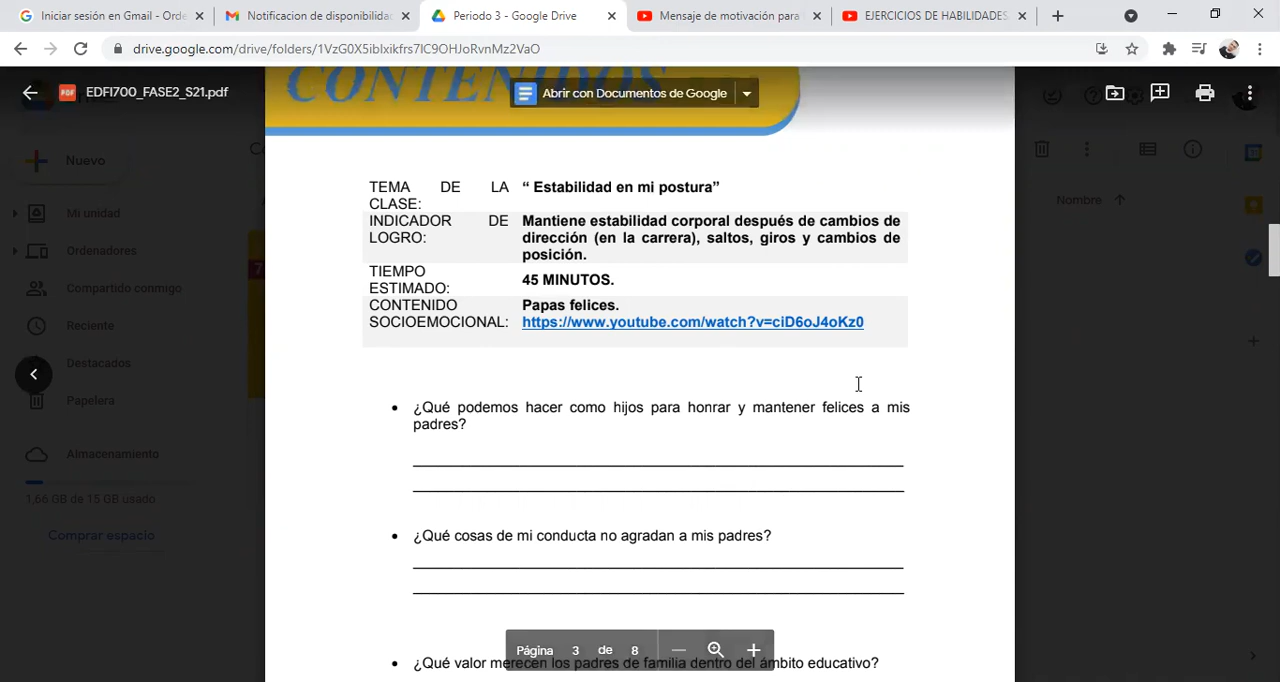 Iniciar sesión en Gmail - Orde
Notificacion de disponibilida
Periodo 3 - Google Drive
Mensaje de motivación para
EJERCICIOS DE HABILIDADES
drive.google.com/drive/folders/1VzG0X5iblxikfrs7IC9OHJoRvnMz2VaO
CONTENIDOS
PDF
EDFI700_FASE2_S21.pdf
Abrir con Documentos de Google
Nuevo
Mi unidad
Ordenadores
Compartido conmigo
Reciente
Destacados
Papelera
Almacenamiento
1,66 GB de 15 GB usado
Comprar espacio
Nombre
TEMA DE LA CLASE:
“ Estabilidad en mi postura”
INDICADOR DE LOGRO:
Mantiene estabilidad corporal después de cambios de
dirección (en la carrera), saltos, giros y cambios de
posición.
TIEMPO ESTIMADO:
45 MINUTOS.
CONTENIDO SOCIOEMOCIONAL:
Papas felices.
https://www.youtube.com/watch?v=ciD6oJ4oKz0
• ¿Qué podemos hacer como hijos para honrar y mantener felices a mis
padres?
• ¿Qué cosas de mi conducta no agradan a mis padres?
• ¿Qué valor merecen los padres de familia dentro del ámbito educativo?
Página 3 de 8